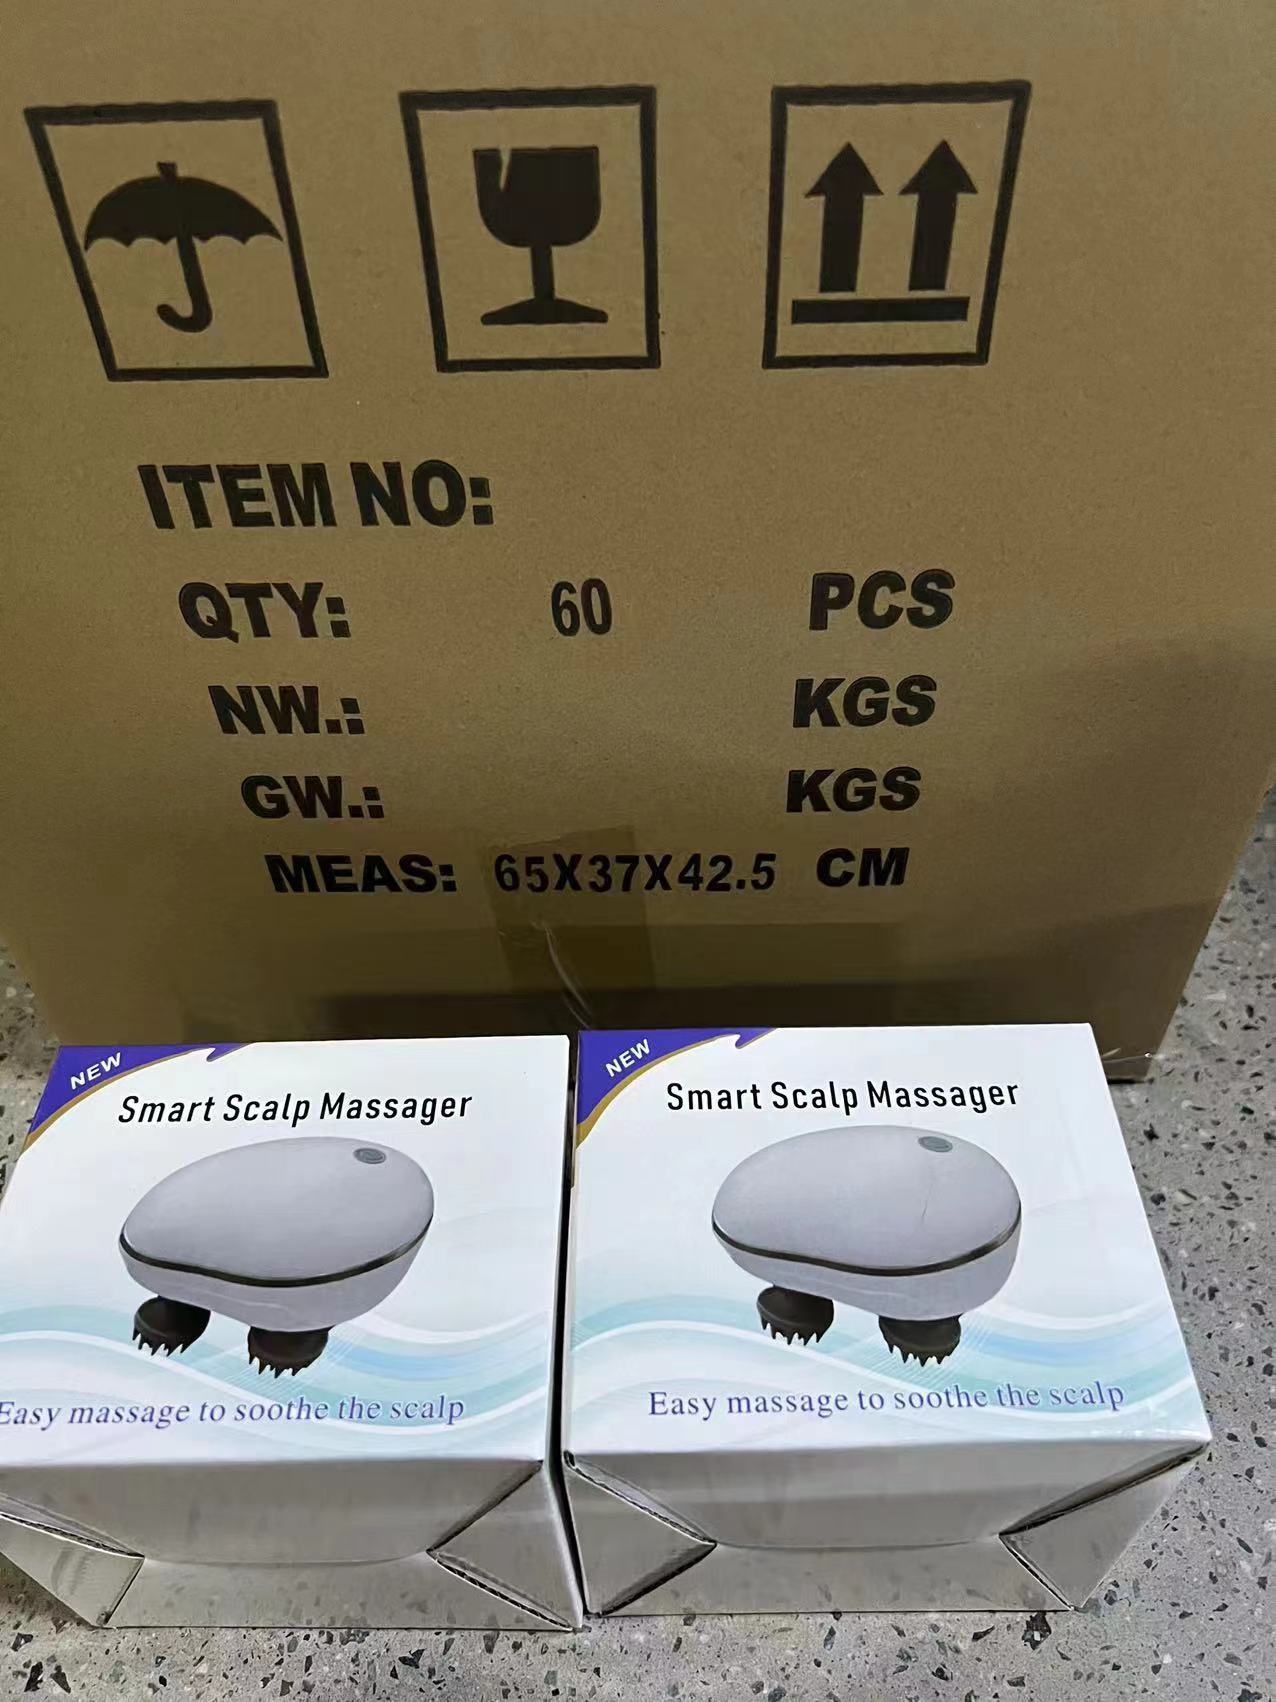 ITEM NO:
QTY: 60 PCS
NW.: KGS
GW.: KGS
MEAS: 65X37X42.5 CM
NEW
Smart Scalp Massager
Easy massage to soothe the scalp
NEW
Smart Scalp Massager
Easy massage to soothe the scalp